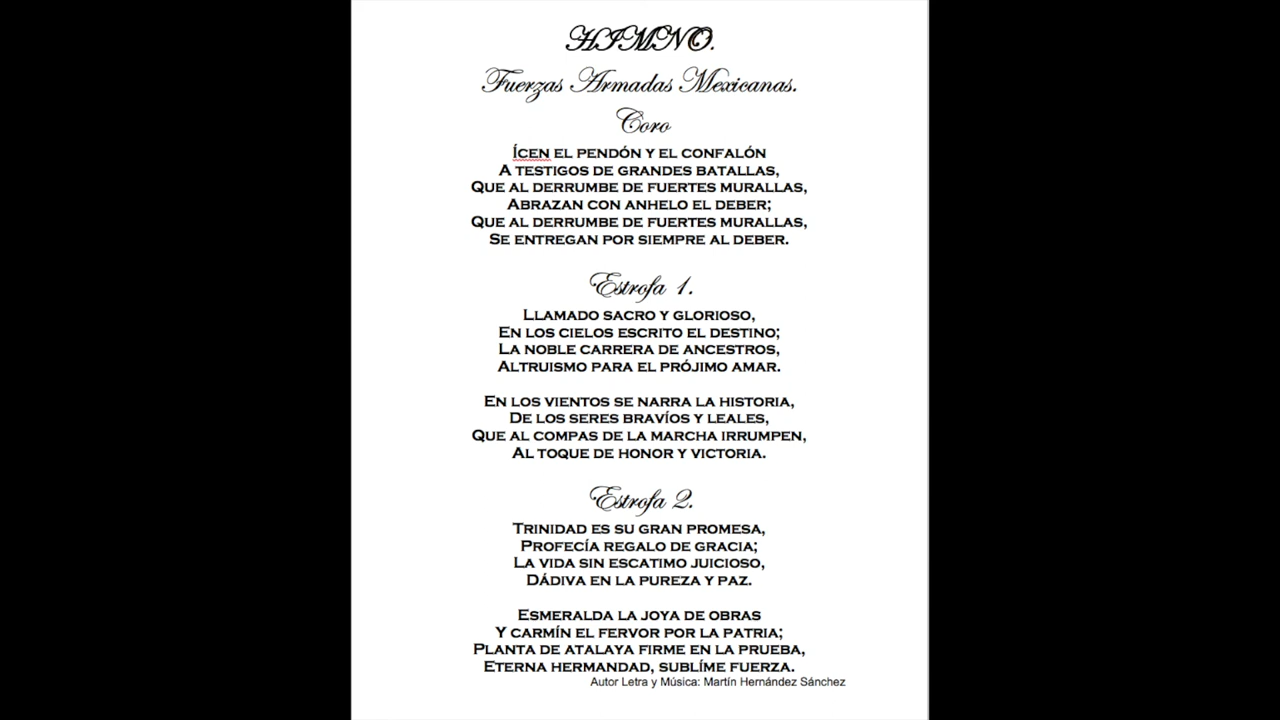 HIMNO.
Fuerzas Armadas Mexicanas.
Coro
ÍCEN EL PENDÓN Y EL CONFALÓN
A TESTIGOS DE GRANDES BATALLAS,
QUE AL DERRUMBE DE FUERTES MURALLAS,
ABRAZAN CON ANHELO EL DEBER;
QUE AL DERRUMBE DE FUERTES MURALLAS,
SE ENTREGAN POR SIEMPRE AL DEBER.
Estrofa 1.
LLAMADO SACRO Y GLORIOSO,
EN LOS CIELOS ESCRITO EL DESTINO;
LA NOBLE CARRERA DE ANCESTROS,
ALTRUISMO PARA EL PRÓJIMO AMAR.
EN LOS VIENTOS SE NARRA LA HISTORIA,
DE LOS SERES BRAVÍOS Y LEALES,
QUE AL COMPAS DE LA MARCHA IRRUMPEN,
AL TOQUE DE HONOR Y VICTORIA.
Estrofa 2.
TRINIDAD ES SU GRAN PROMESA,
PROFECÍA REGALO DE GRACIA;
LA VIDA SIN ESCATIMO JUICIOSO,
DÁDIVA EN LA PUREZA Y PAZ.
ESMERALDA LA JOYA DE OBRAS
Y CARMÍN EL FERVOR POR LA PATRIA;
PLANTA DE ATALAYA FIRME EN LA PRUEBA,
ETERNA HERMANDAD, SUBLÍME FUERZA.
Autor Letra y Música: Martín Hernández Sánchez